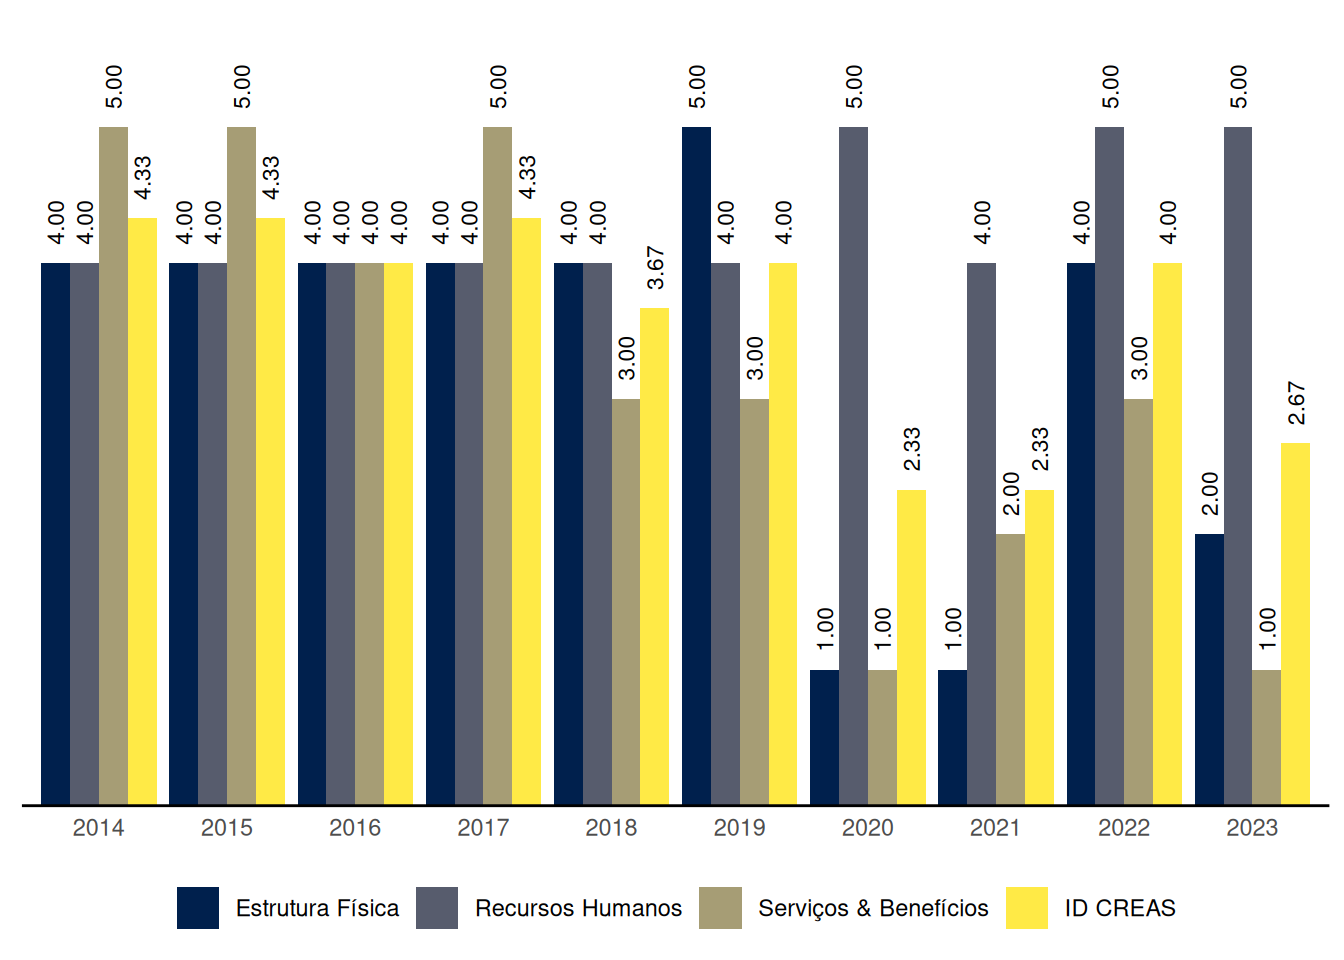 4.00 4.00 5.00 4.33
4.00 4.00 5.00 4.33
4.00 4.00 4.00 4.00
4.00 4.00 5.00 4.33
4.00 4.00 3.00 3.67
5.00 4.00 3.00 4.00
1.00 5.00 1.00 2.33
1.00 4.00 2.00 2.33
4.00 5.00 3.00 4.00
2.00 5.00 1.00 2.67
2014 2015 2016 2017 2018 2019 2020 2021 2022 2023
Estrutura Física Recursos Humanos Serviços & Benefícios ID CREAS